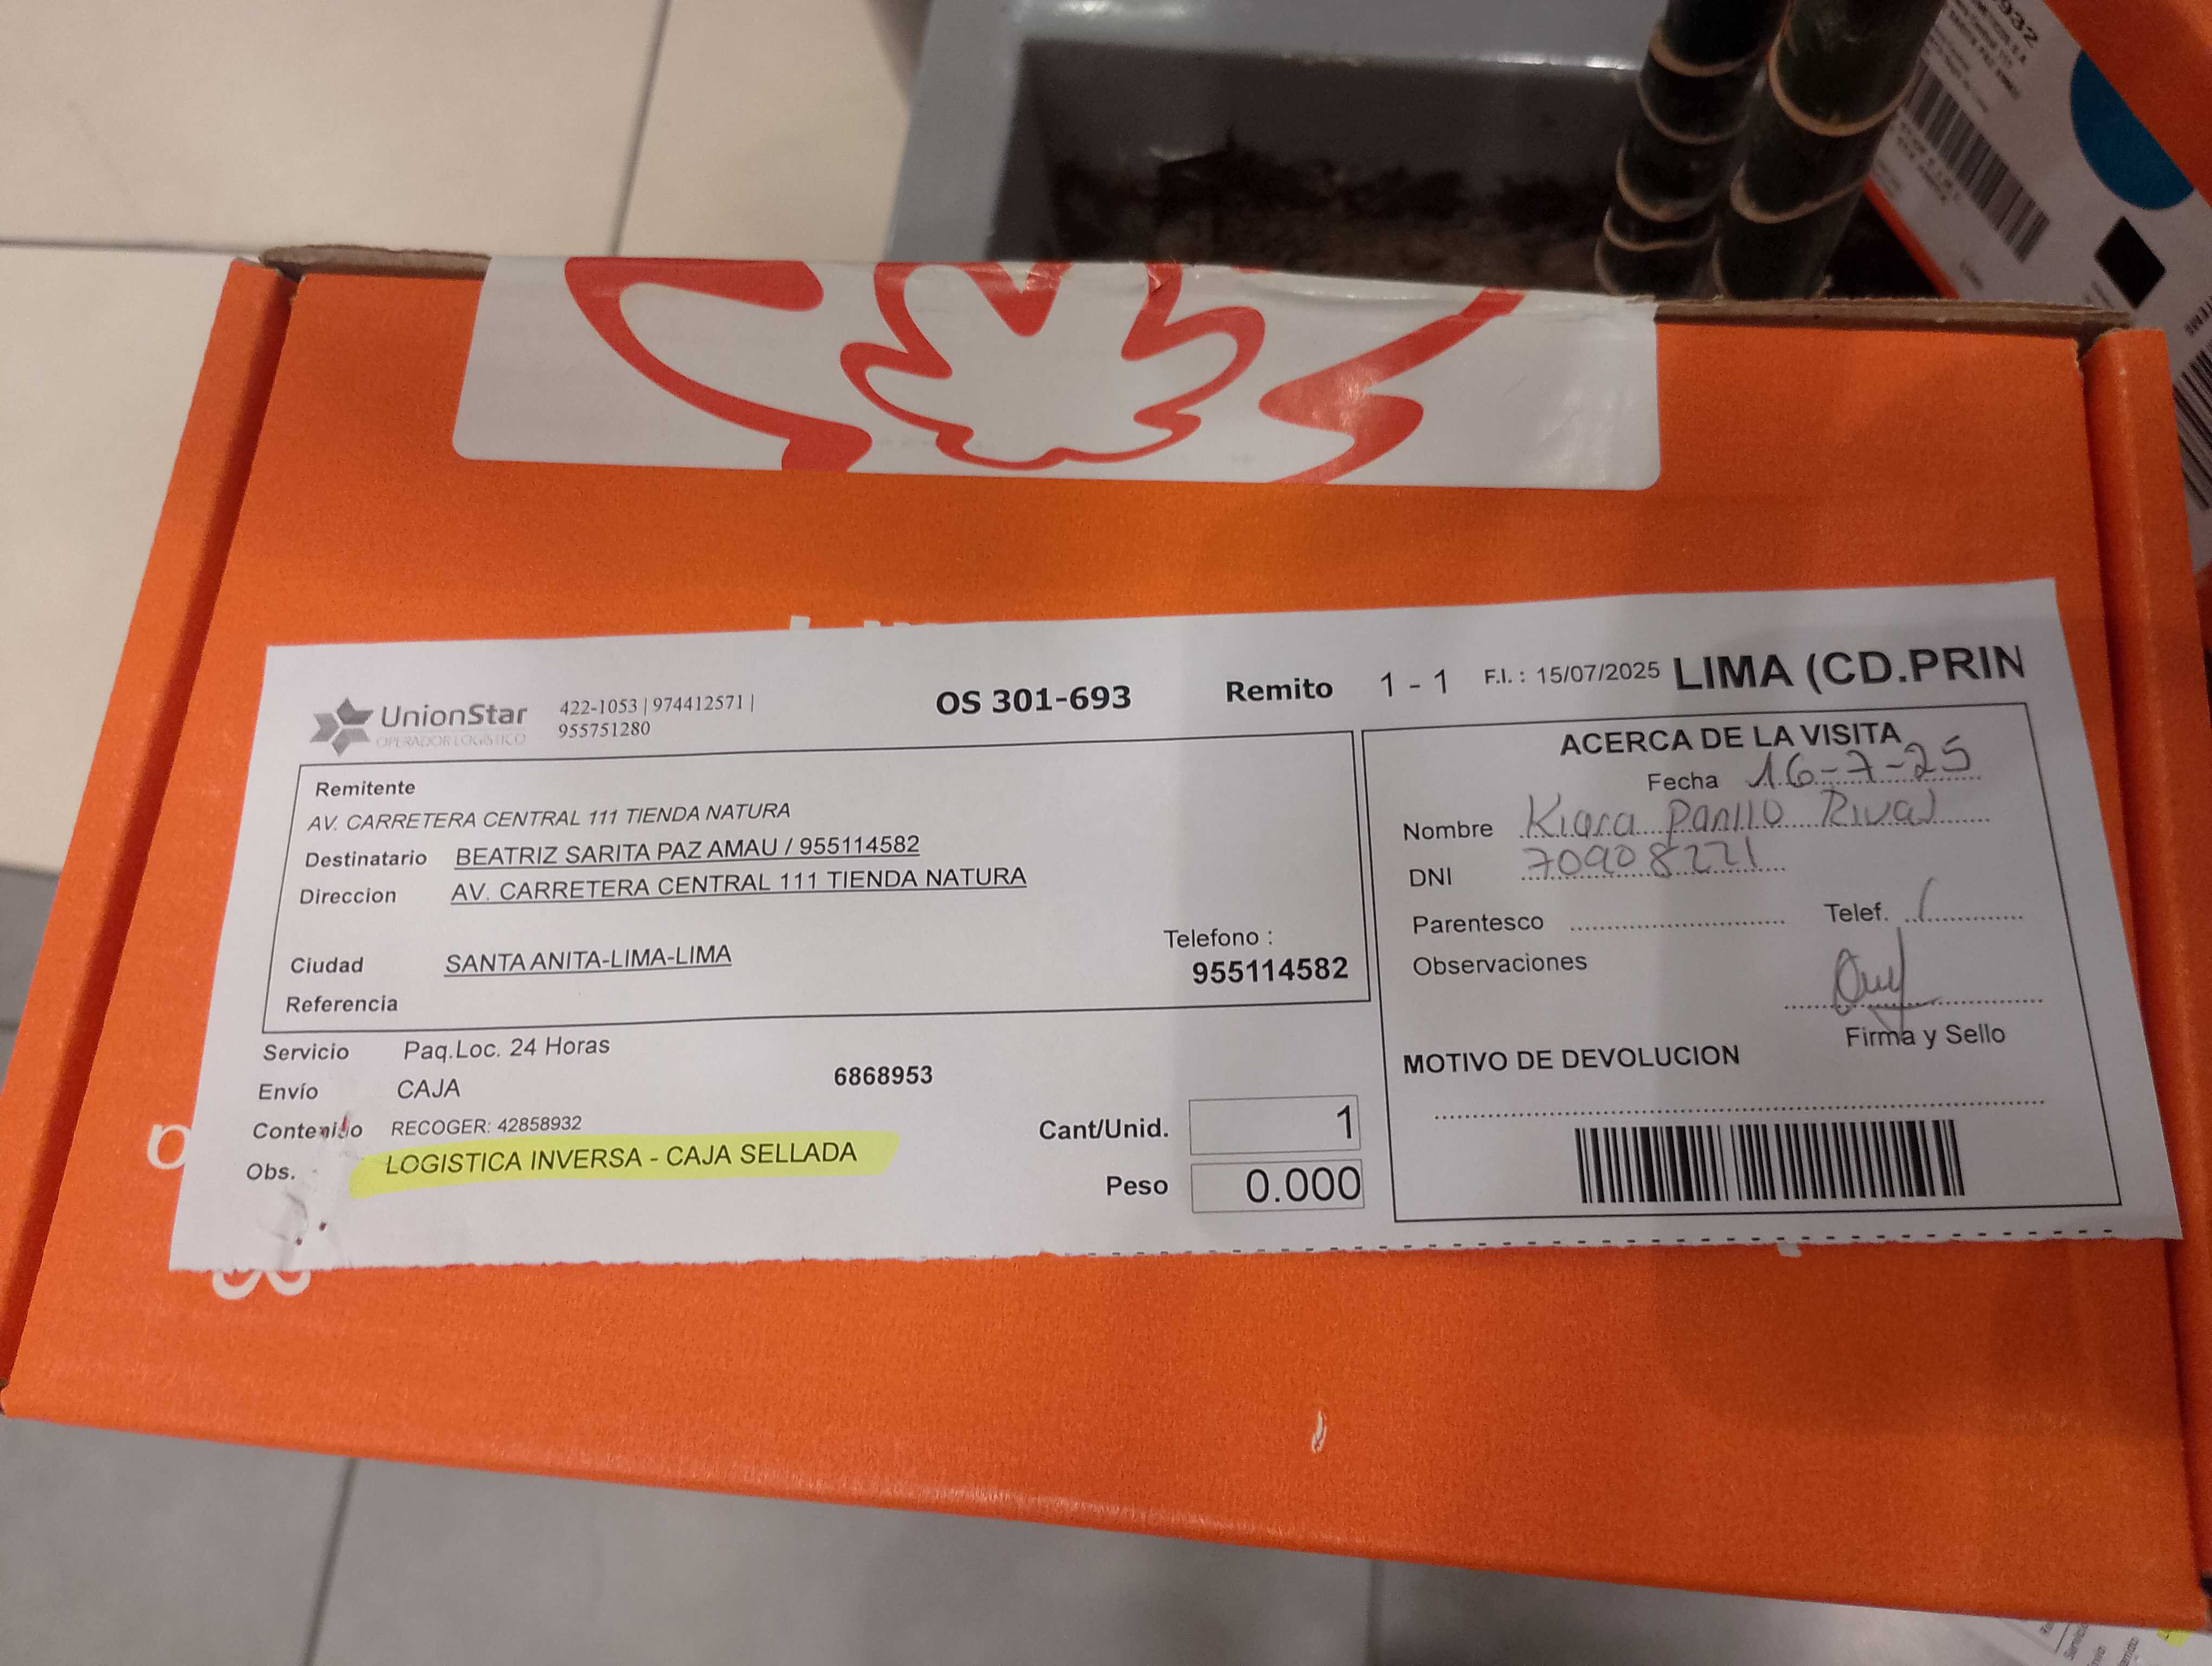 UnionStar
OPERADOR LOGISTICO
422-1053 | 974412571 |
955751280
OS 301-693
Remito 1 - 1
F.I. : 15/07/2025 LIMA (CD.PRIN
Remitente
AV. CARRETERA CENTRAL 111 TIENDA NATURA
Destinatario BEATRIZ SARITA PAZ AMAU / 955114582
Direccion AV. CARRETERA CENTRAL 111 TIENDA NATURA
Ciudad SANTA ANITA-LIMA-LIMA
Telefono :
955114582
Referencia
Servicio Paq.Loc. 24 Horas
Envío CAJA
6868953
Contenido RECOGER: 42858932
Obs. LOGISTICA INVERSA - CAJA SELLADA
Cant/Unid. 1
Peso 0.000
ACERCA DE LA VISITA
Fecha 16-7-25
Nombre Kiara
DNI 70908221
Parentesco
Telef.
Observaciones
Firma y Sello
MOTIVO DE DEVOLUCION